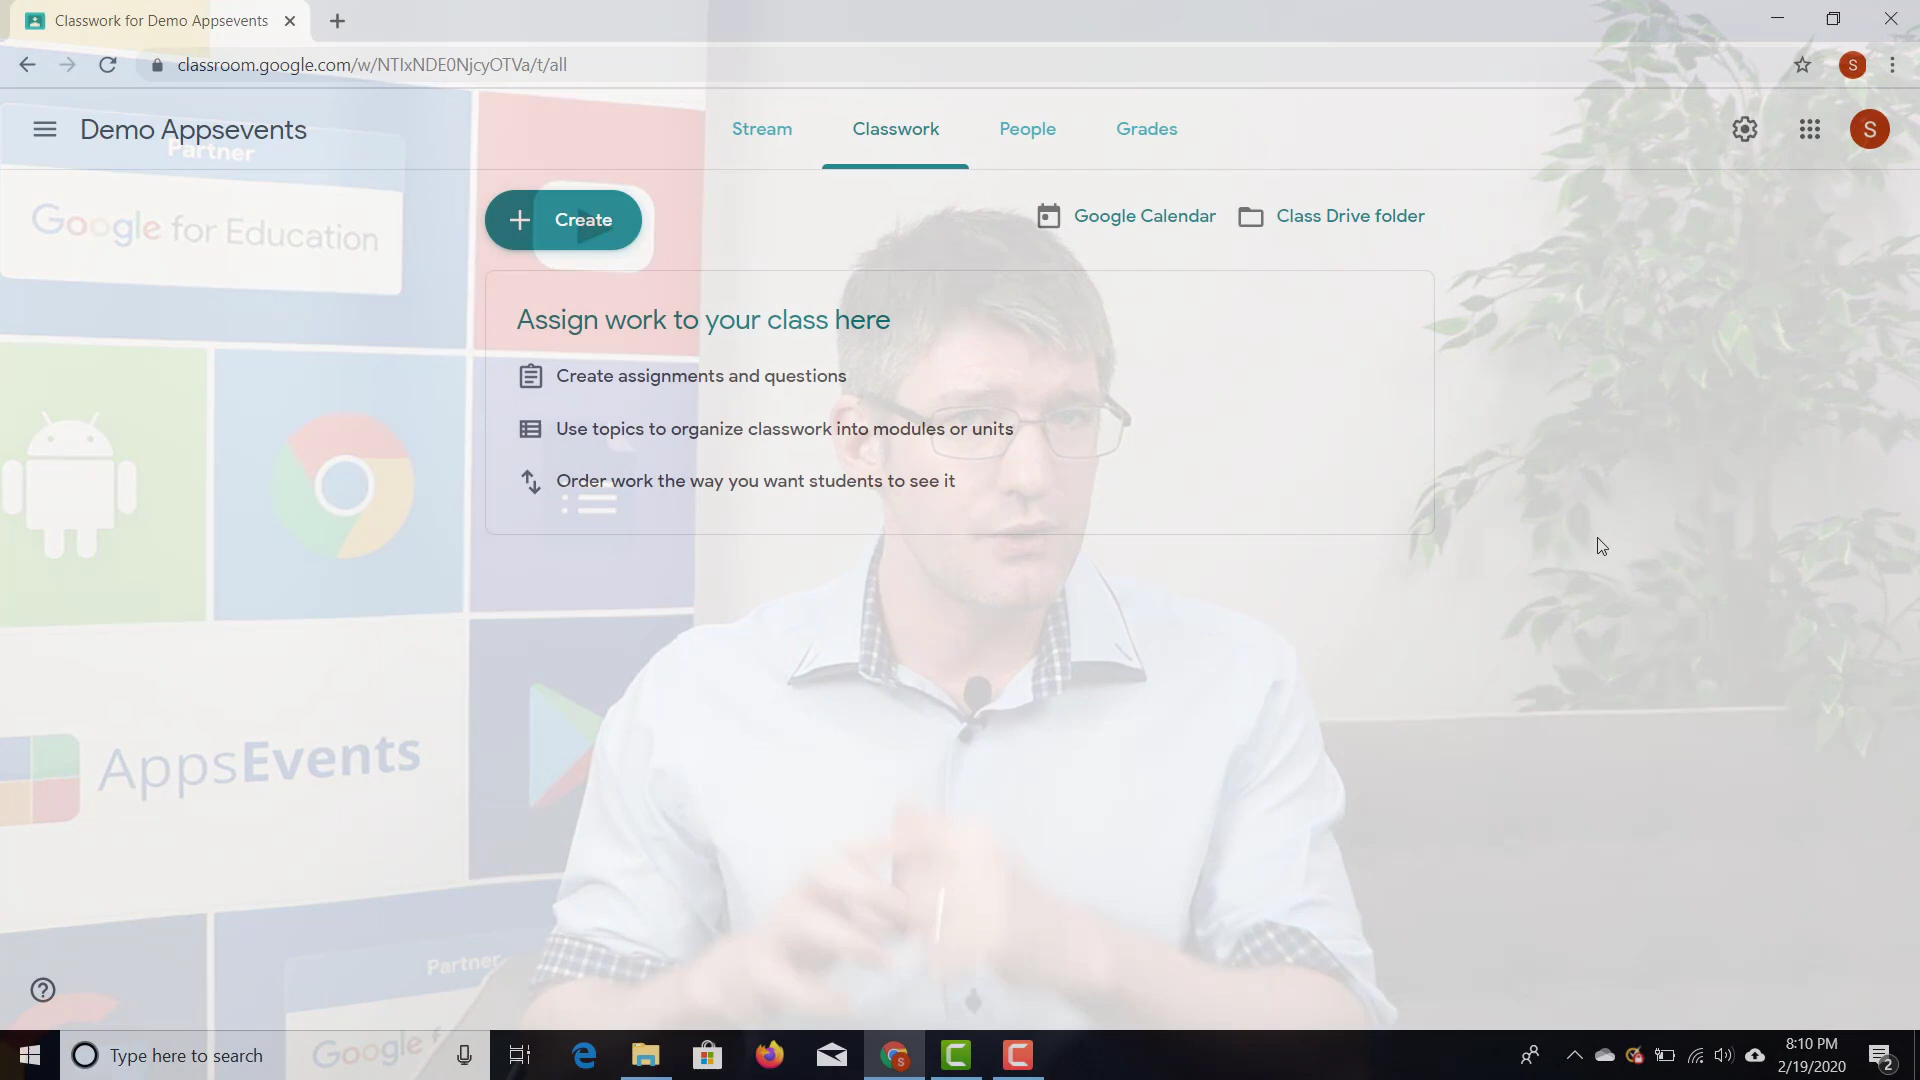 Classwork for Demo Appsevents
classroom.google.com/w/NTIxNDE0NjcyOTVa/t/all
S
Demo Appsevents
Stream
Classwork
People
Grades
S
Partner
Google for Education
Create
Google Calendar
Class Drive folder
Assign work to your class here
Create assignments and questions
Use topics to organize classwork into modules or units
Order work the way you want students to see it
AppsEvents
Partner
Google f
Type here to search
S
8:10 PM
2/19/2020
2